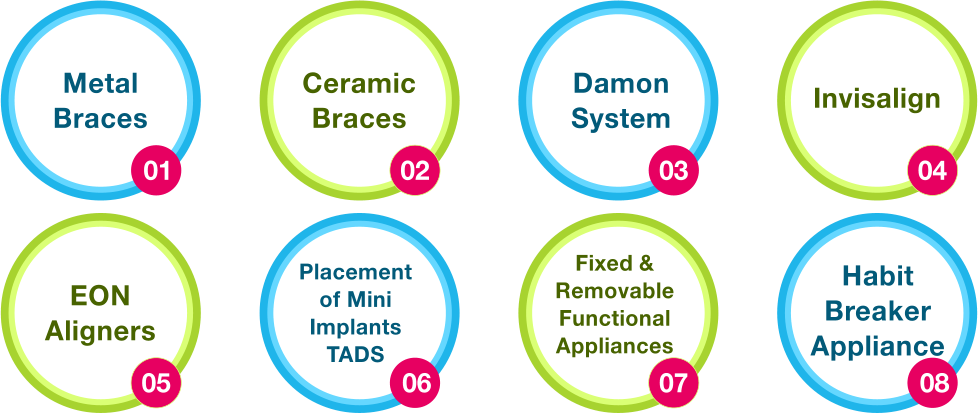 Metal
Braces
01
Ceramic
Braces
02
Damon
System
03
Invisalign
04
EON
Aligners
05
Placement
of Mini
Implants
TADS
06
Fixed &
Removable
Functional
Appliances
07
Habit
Breaker
Appliance
08